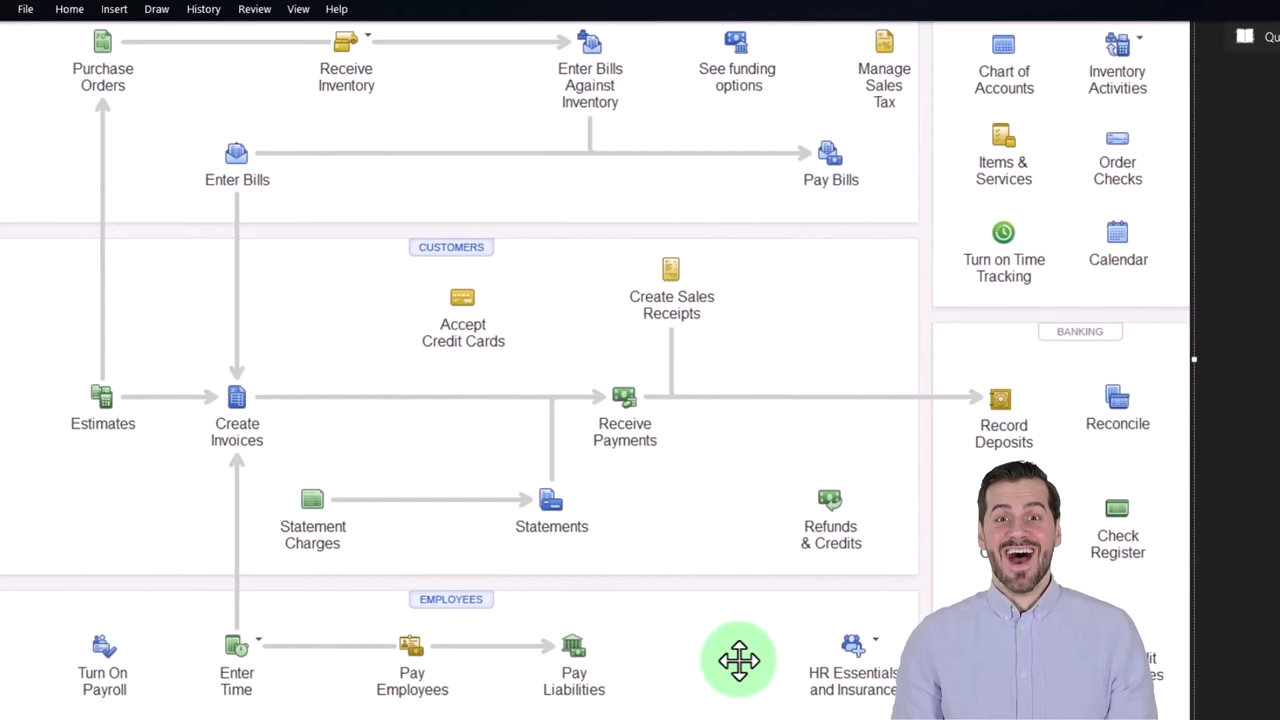 File Home Insert Draw History Review View Help
Purchase
Orders
Receive
Inventory
Enter Bills
Against
Inventory
See funding
options
Manage
Sales
Tax
Chart of
Accounts
Inventory
Activities
Enter Bills
Pay Bills
Items &
Services
Order
Checks
Turn on Time
Tracking
Calendar
CUSTOMERS
Accept
Credit Cards
Create Sales
Receipts
BANKING
Estimates
Create
Invoices
Receive
Payments
Record
Deposits
Reconcile
Statement
Charges
Statements
Refunds
& Credits
Check
Register
EMPLOYEES
Turn On
Payroll
Enter
Time
Pay
Employees
Pay
Liabilities
HR Essentials
and Insurance